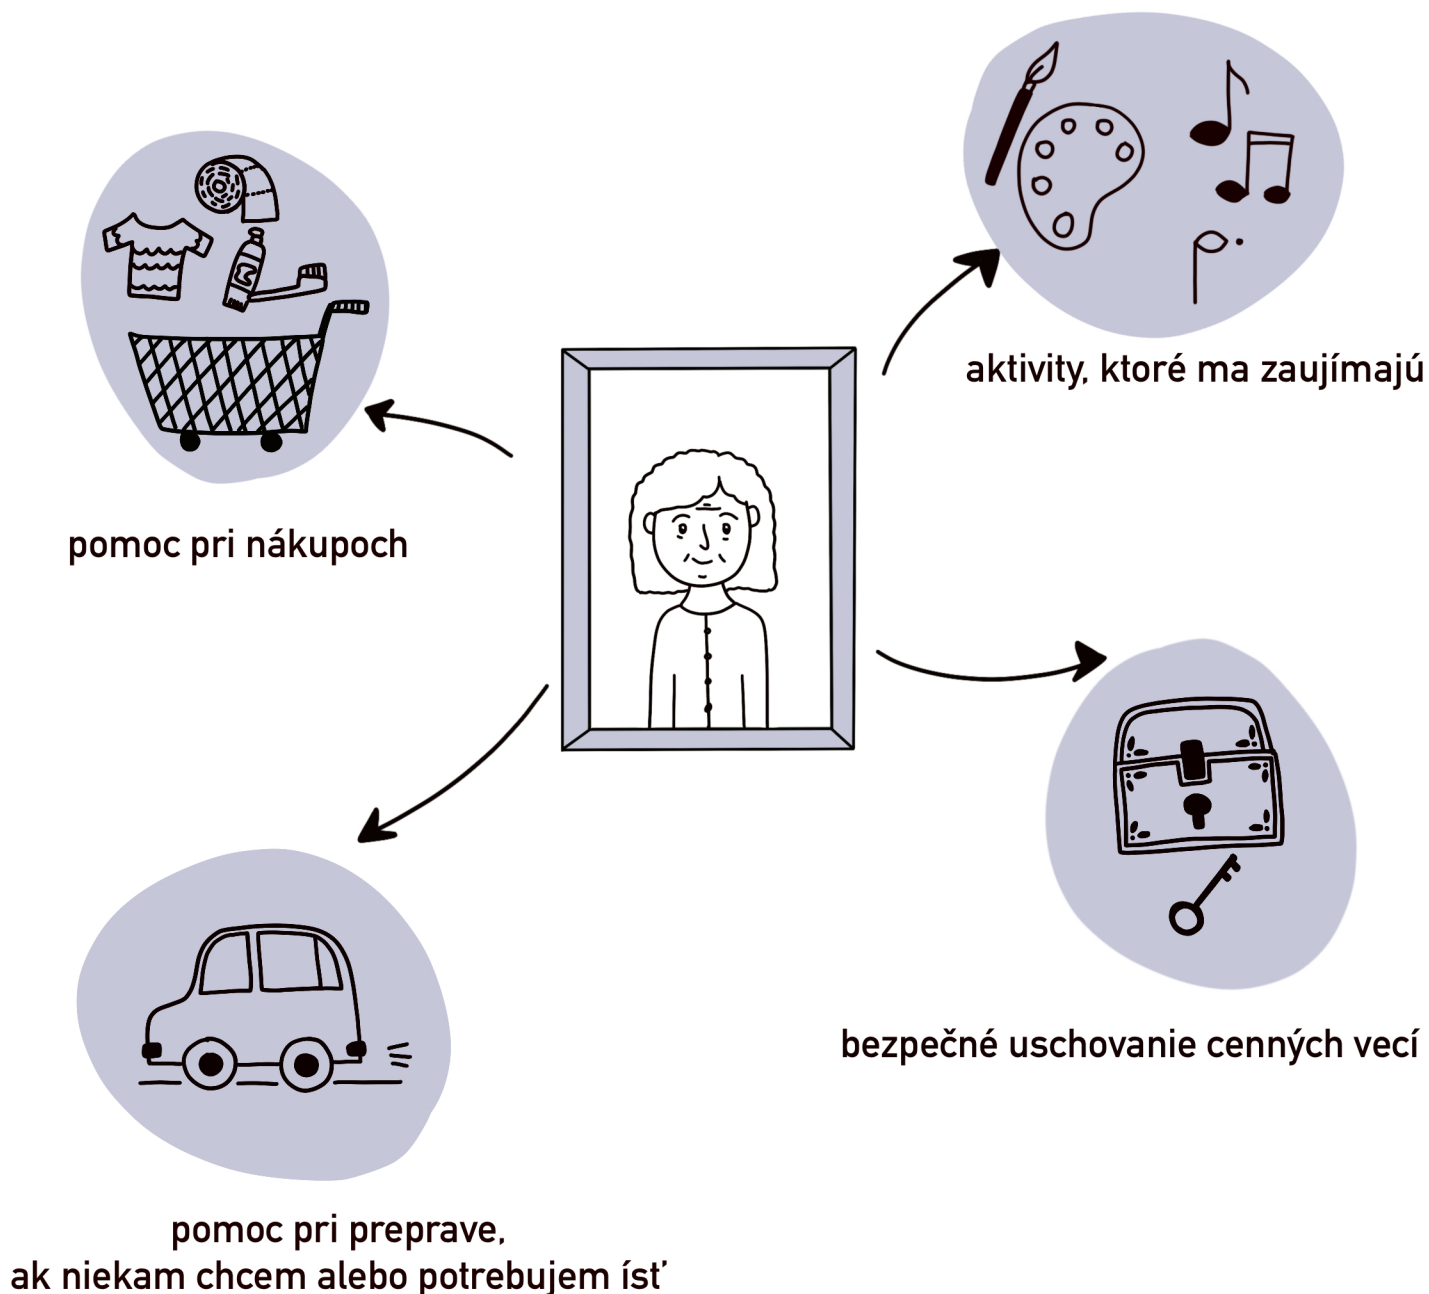 aktivity, ktoré ma zaujímajú
pomoc pri nákupoch
bezpečné uschovanie cenných vecí
pomoc pri preprave,
ak niekam chcem alebo potrebujem ísť